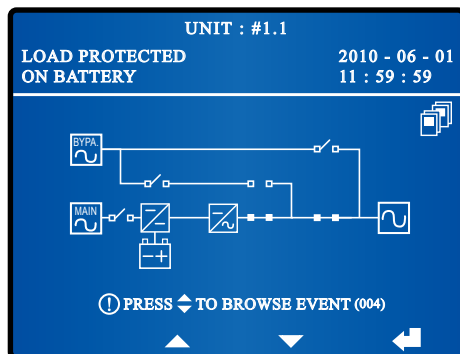 UNIT : #1.1
LOAD PROTECTED 2010 - 06 - 01
ON BATTERY 11 : 59 : 59
BYPA.
MAIN
! PRESS TO BROWSE EVENT (004)